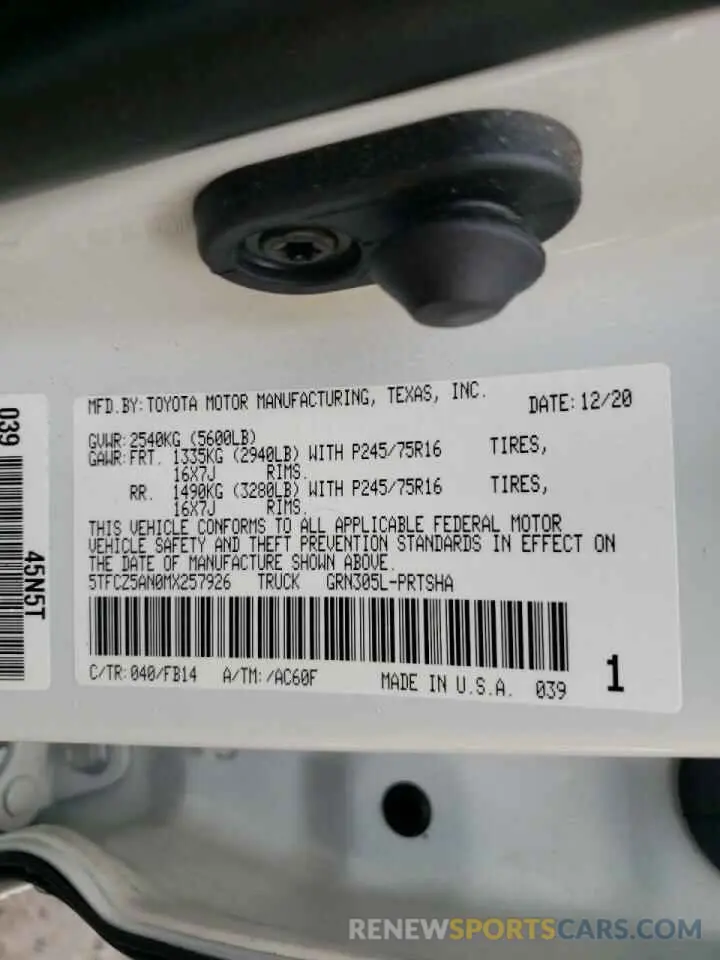 MFD.BY:TOYOTA MOTOR MANUFACTURING, TEXAS, INC. DATE:12/20
GVWR:2540KG (5600LB)
GAWR:FRT. 1335KG (2940LB) WITH P245/75R16 TIRES,
16X7J RIMS.
RR. 1490KG (3280LB) WITH P245/75R16 TIRES,
16X7J RIMS.
THIS VEHICLE CONFORMS TO ALL APPLICABLE FEDERAL MOTOR
VEHICLE SAFETY AND THEFT PREVENTION STANDARDS IN EFFECT ON
THE DATE OF MANUFACTURE SHOWN ABOVE.
5TFCZ5AN0MX257926 TRUCK GRN305L-PRTSHA
C/TR:040/FB14 A/TM:/AC60F MADE IN U.S.A. 039 1
039
45N5T
RENEWSPORTSCARS.COM